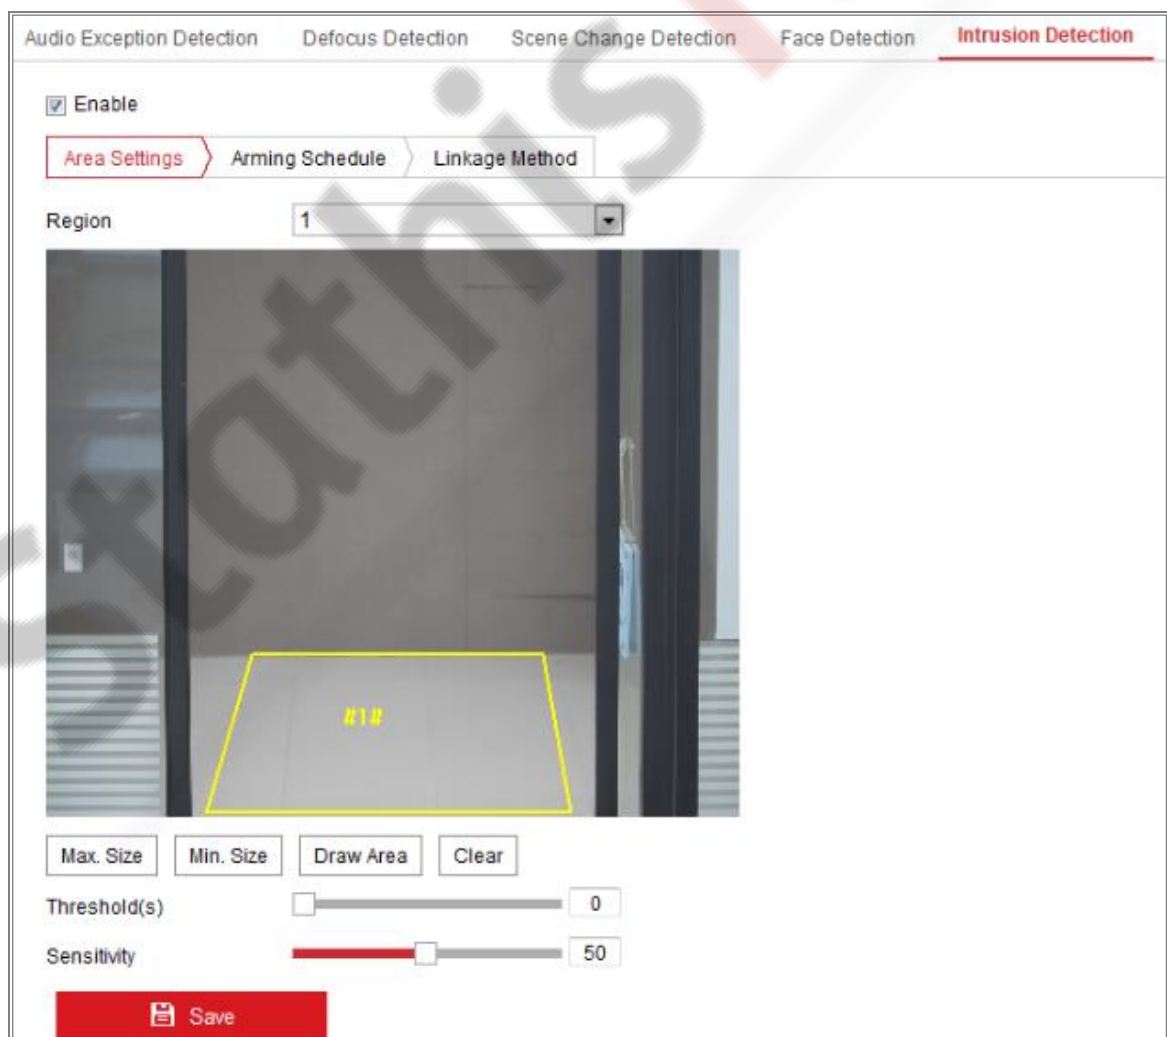 Audio Exception Detection Defocus Detection Scene Change Detection Face Detection Intrusion Detection
Enable
Area Settings Arming Schedule Linkage Method
Region 1
#1#
Max. Size Min. Size Draw Area Clear
Threshold(s) 0
Sensitivity 50
Save
Stathis